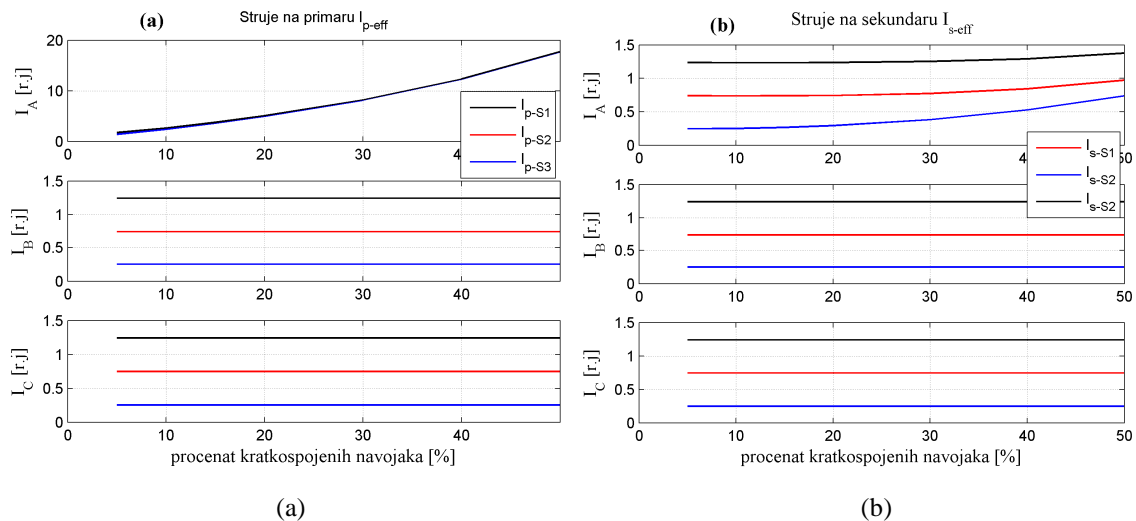 (a) Struje na primaru I p-eff
20
10
0
I_A [r.j]
0 10 20 30 40
I_p-S1
I_p-S2
I_p-S3
1.5
1
0.5
0
I_B [r.j]
0 10 20 30 40
1.5
1
0.5
0
I_C [r.j]
0 10 20 30 40
procenat kratkospojenih navojaka [%]
(a)
(b) Struje na sekundaru I s-eff
1.5
1
0.5
0
I_A [r.j]
0 10 20 30 40 50
I_s-S1
I_s-S2
I_s-S2
1.5
1
0.5
0
I_B [r.j]
0 10 20 30 40 50
1.5
1
0.5
0
I_C [r.j]
0 10 20 30 40 50
procenat kratkospojenih navojaka [%]
(b)